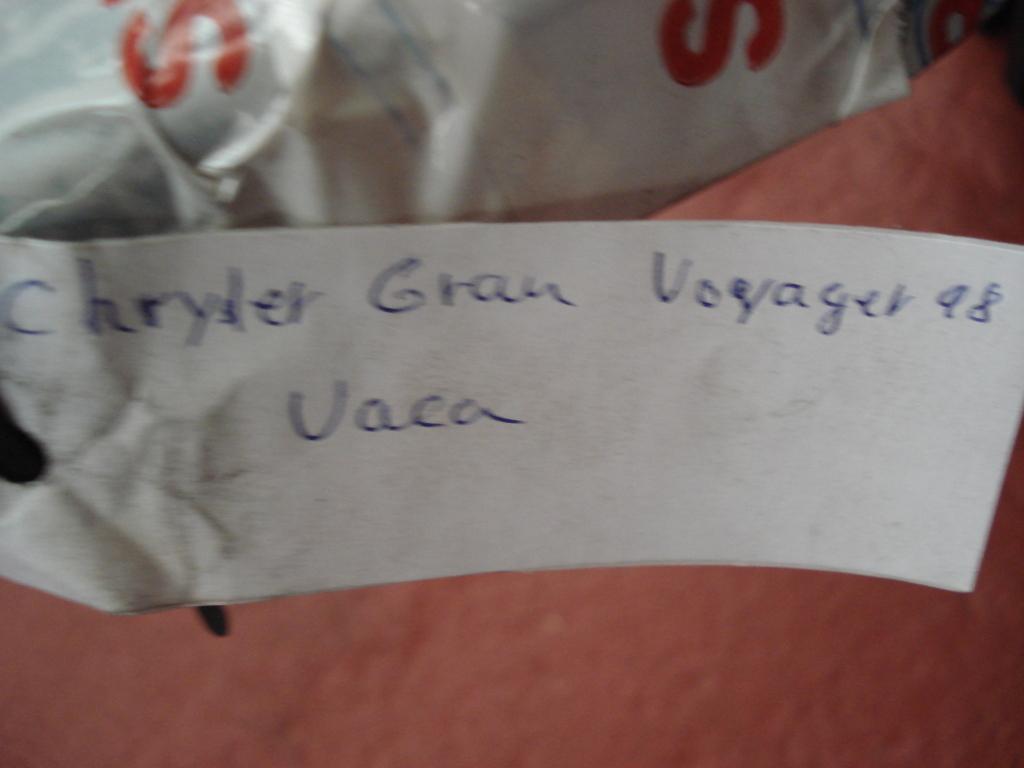 Chrysler Gran Voyager 98
Vaca